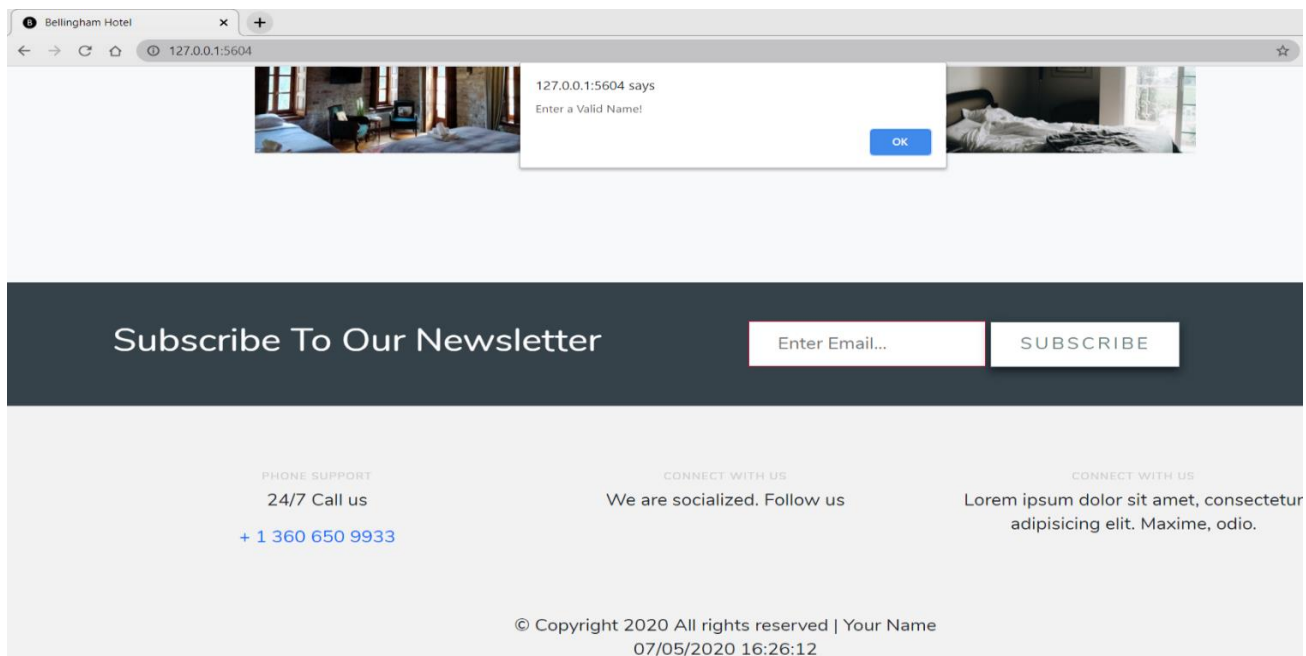 B Bellingham Hotel
127.0.0.1:5604
127.0.0.1:5604 says
Enter a Valid Name!
OK
Subscribe To Our Newsletter
Enter Email...
SUBSCRIBE
PHONE SUPPORT
24/7 Call us
+ 1 360 650 9933
CONNECT WITH US
We are socialized. Follow us
CONNECT WITH US
Lorem ipsum dolor sit amet, consectetur
adipisicing elit. Maxime, odio.
© Copyright 2020 All rights reserved | Your Name
07/05/2020 16:26:12